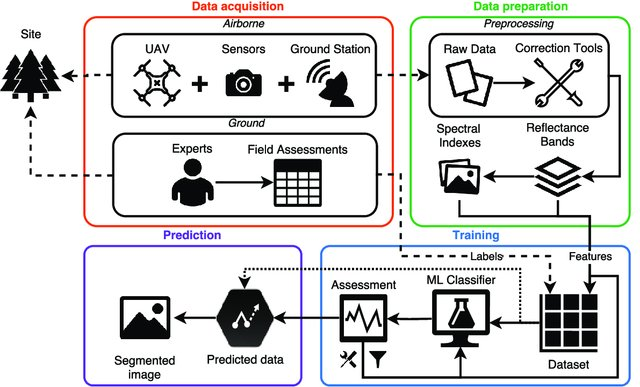 Data acquisition
Data preparation
Site
Airborne
Preprocessing
UAV
Sensors
Ground Station
Raw Data
Correction Tools
Ground
Experts
Field Assessments
Spectral
Indexes
Reflectance
Bands
Prediction
Training
Labels
Features
Assessment
ML Classifier
Segmented
image
Predicted data
Dataset